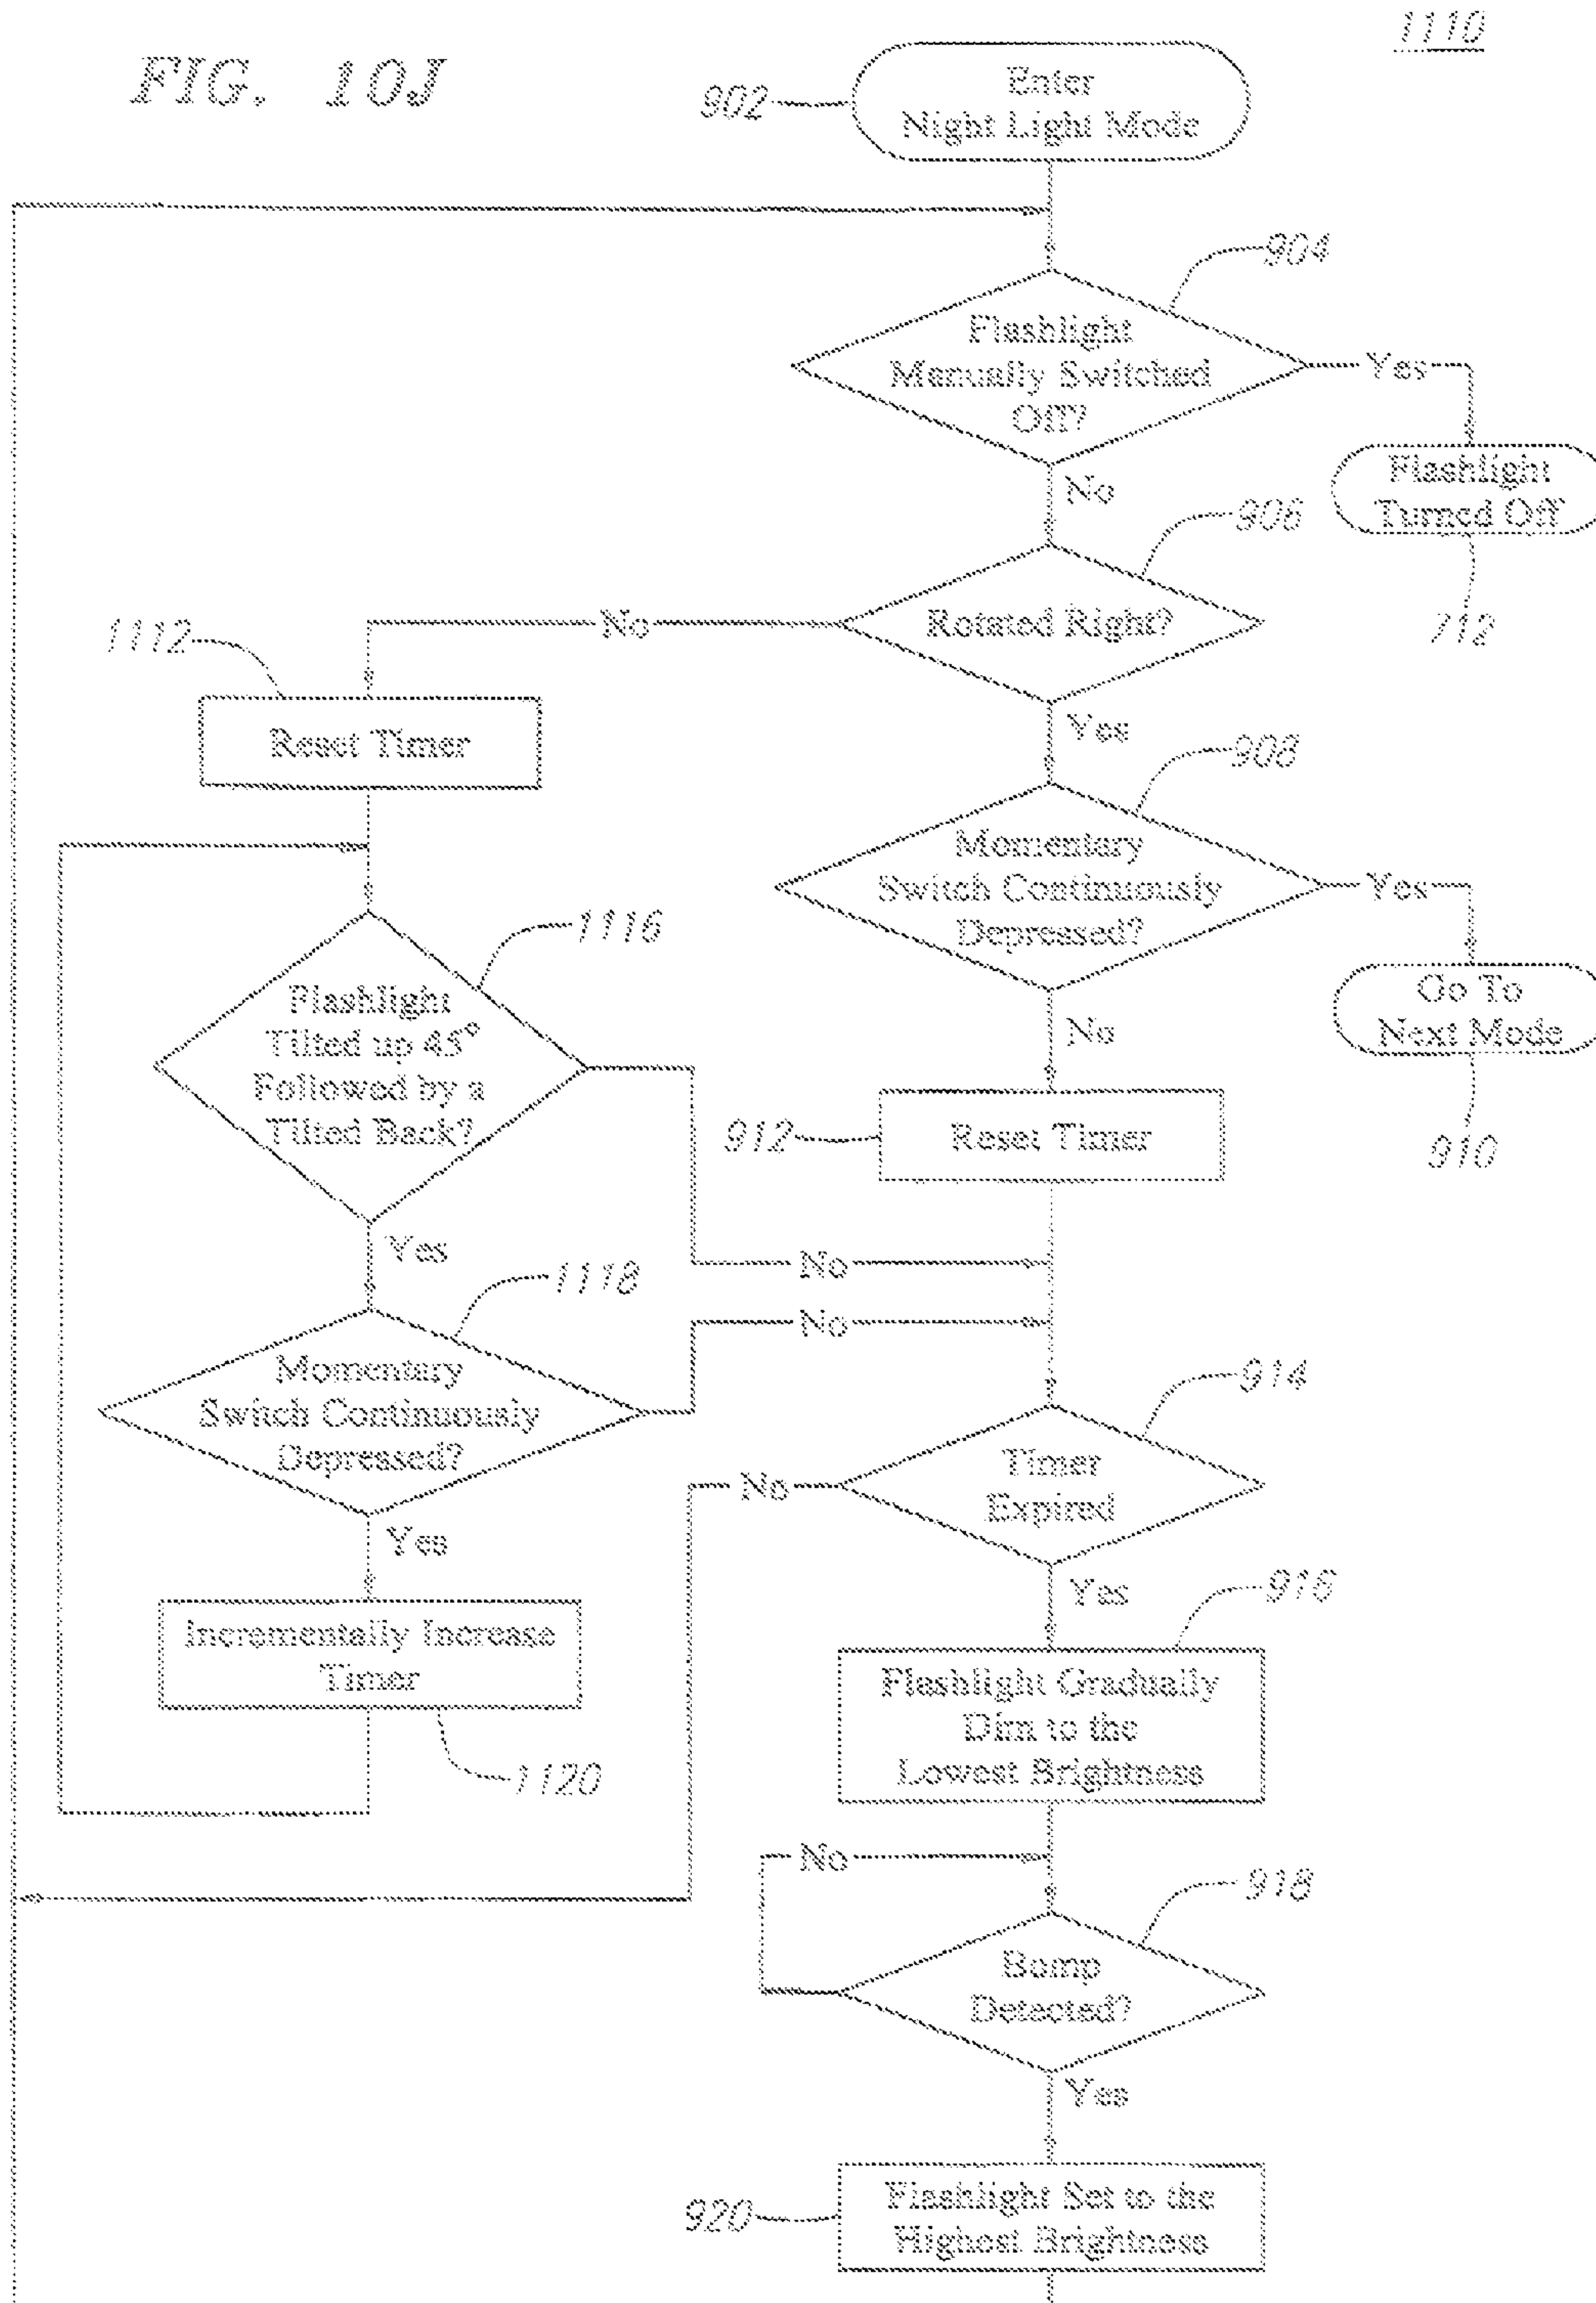 FIG. 10J
1110
902
Enter
Night Light Mode
904
Flashlight
Manually Switched
Off?
Yes
Flashlight
Turned Off
712
No
906
Rotated Right?
No
1112
Reset Timer
Yes
908
Momentary
Switch Continuously
Depressed?
Yes
Go To
Next Mode
910
No
912
Reset Timer
1116
Flashlight
Tilted up 45°
Followed by a
Tilted Back?
No
Yes
1118
Momentary
Switch Continuously
Depressed?
No
Yes
Incrementally Increase
Timer
1120
914
Timer
Expired
No
Yes
916
Flashlight Gradually
Dim to the
Lowest Brightness
No
918
Bump
Detected?
Yes
920
Flashlight Set to the
Highest Brightness